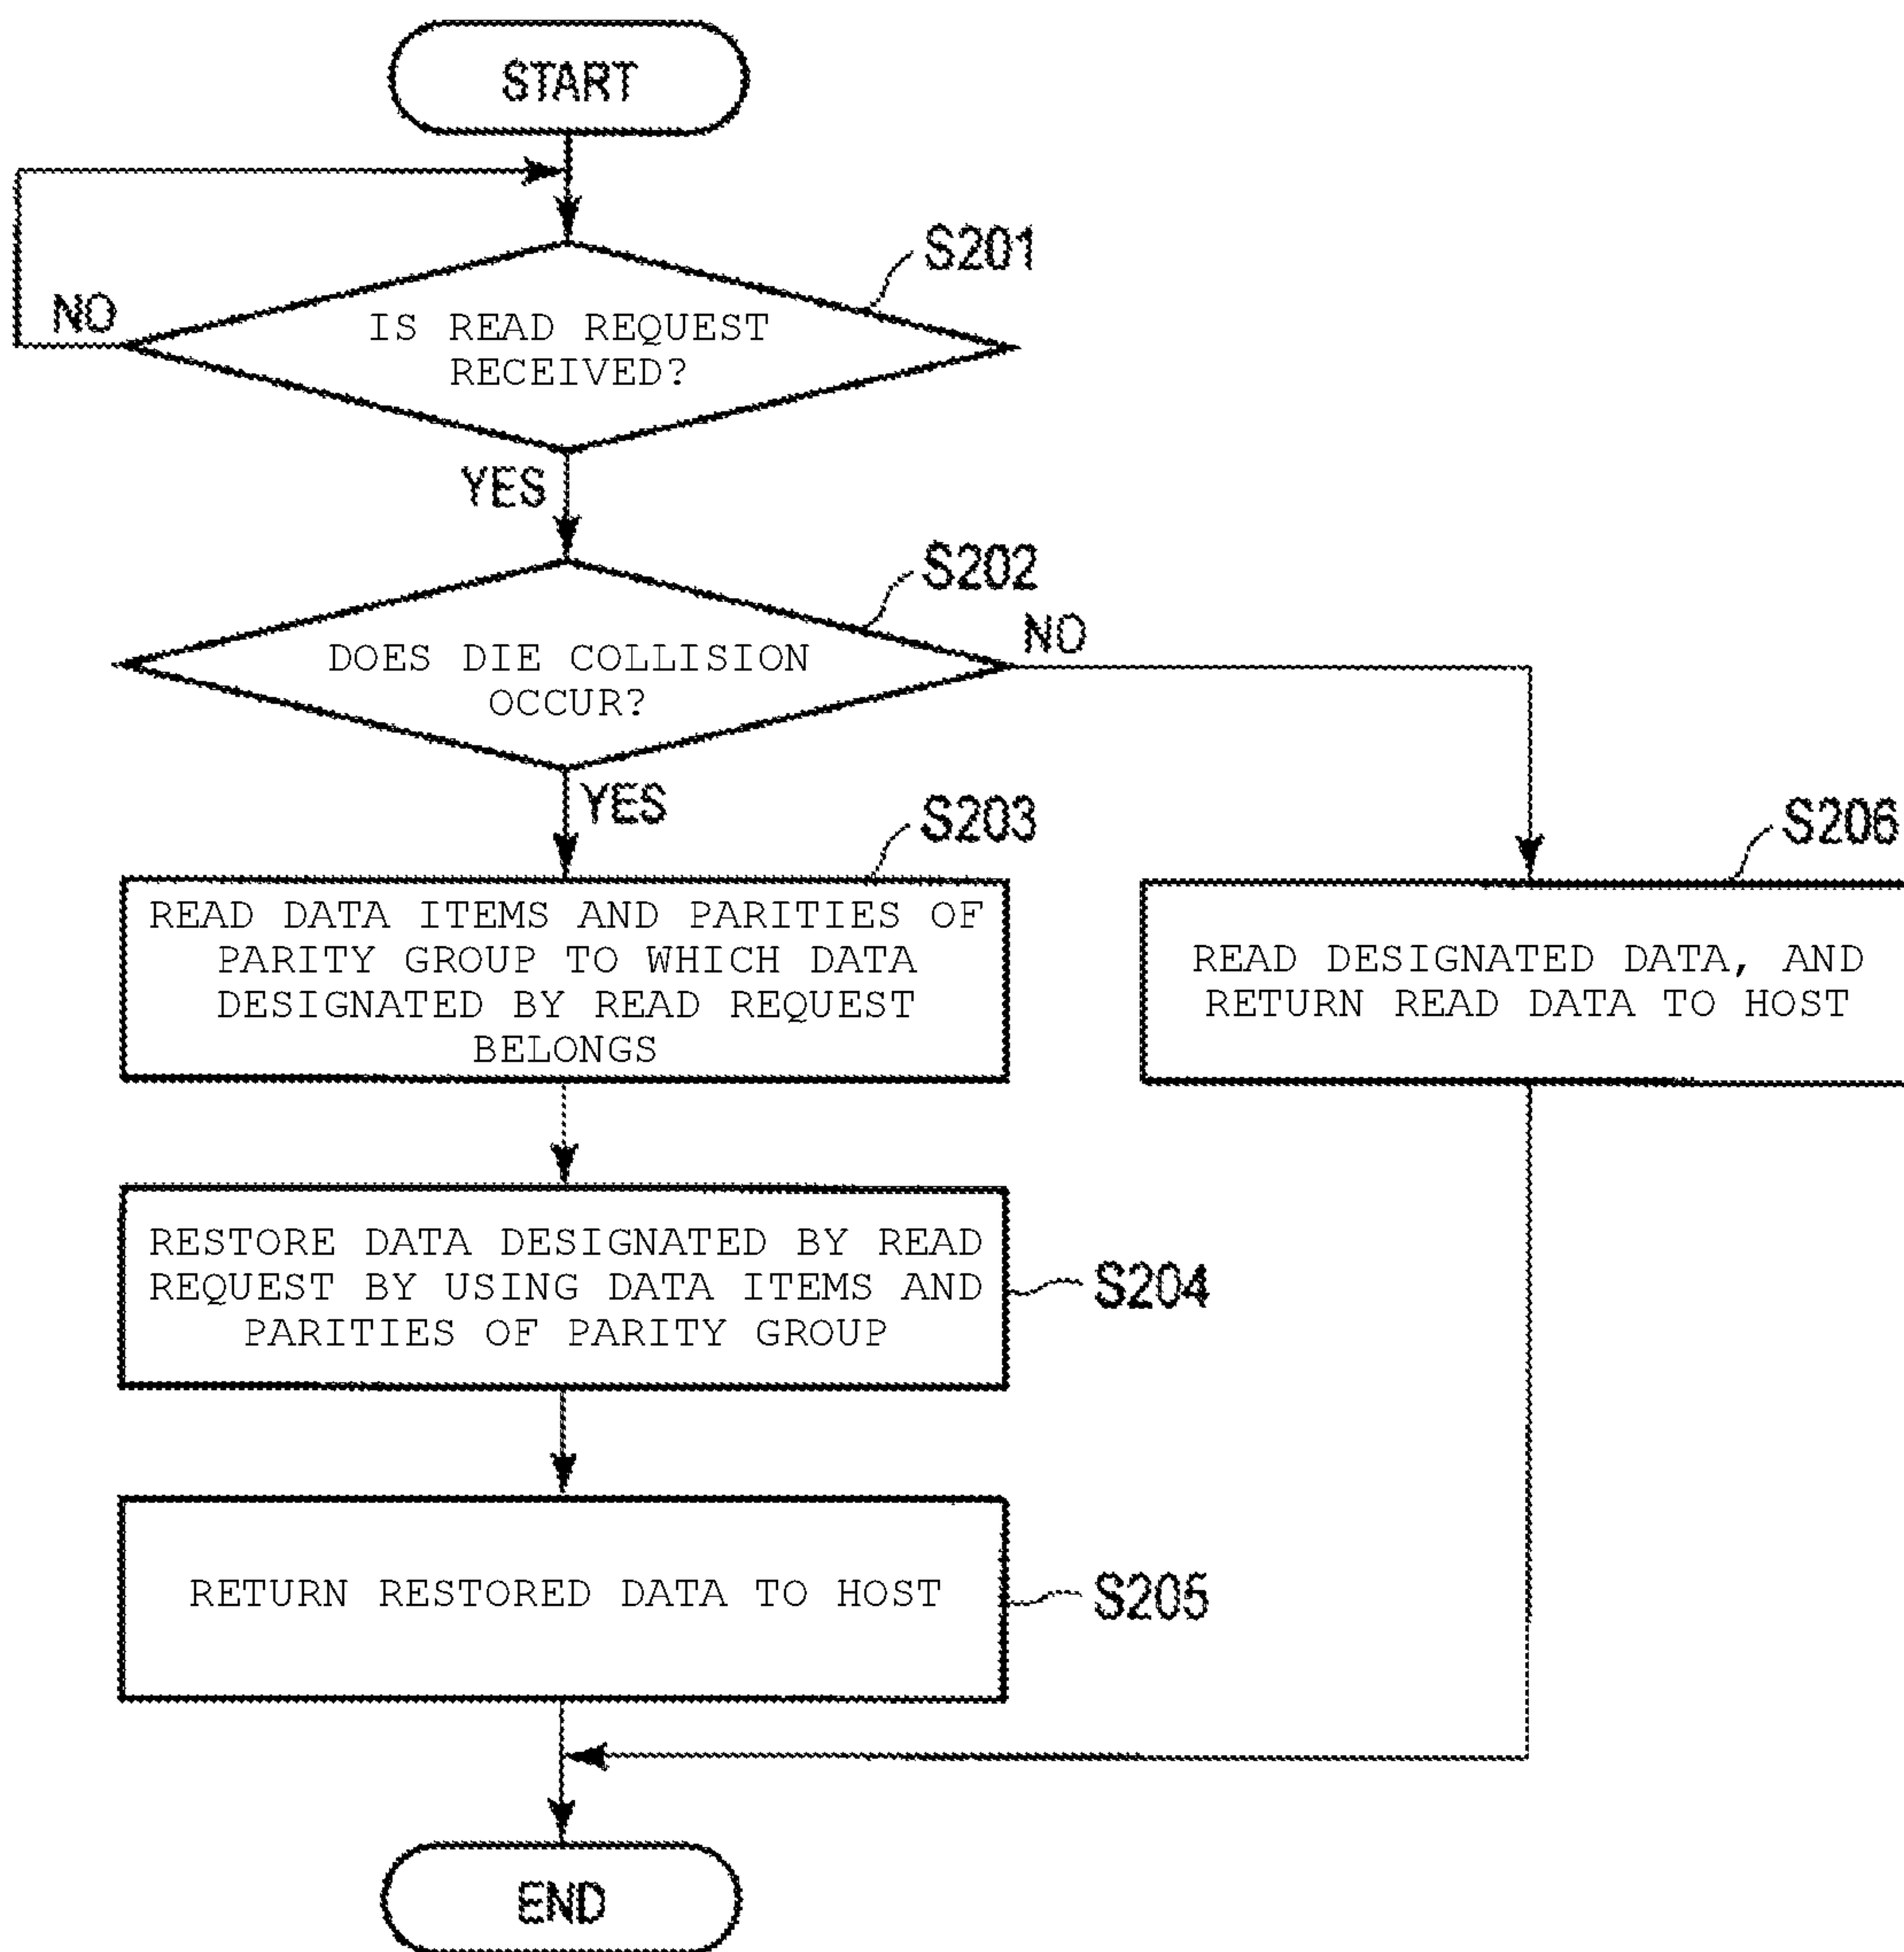 START
S201
NO
IS READ REQUEST
RECEIVED?
YES
S202
NO
DOES DIE COLLISION
OCCUR?
YES
S203
S206
READ DATA ITEMS AND PARITIES OF
PARITY GROUP TO WHICH DATA
DESIGNATED BY READ REQUEST
BELONGS
READ DESIGNATED DATA, AND
RETURN READ DATA TO HOST
RESTORE DATA DESIGNATED BY READ
REQUEST BY USING DATA ITEMS AND
PARITIES OF PARITY GROUP
S204
RETURN RESTORED DATA TO HOST
S205
END